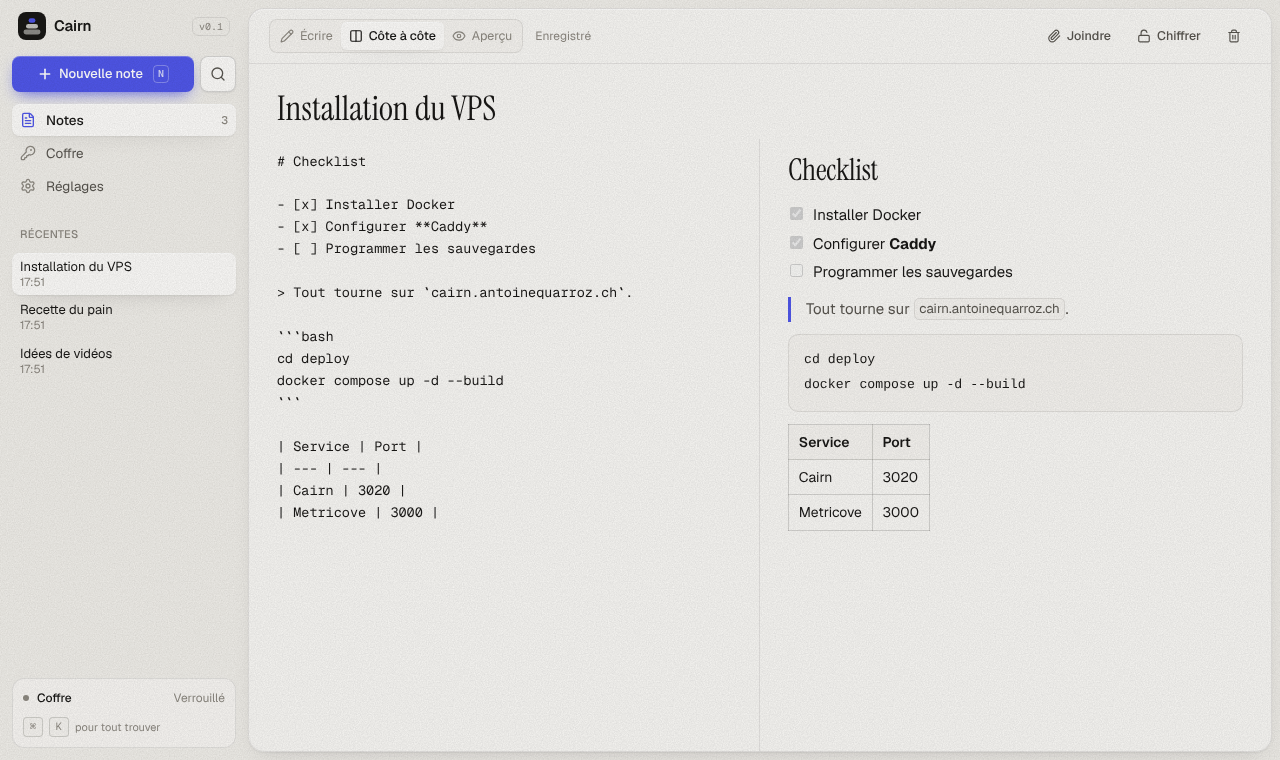 Cairn
v0.1
Nouvelle note N
Notes 3
Coffre
Réglages
RÉCENTES
Installation du VPS
17:51
Recette du pain
17:51
Idées de vidéos
17:51
Coffre Verrouillé
⌘ K pour tout trouver
Écrire Côte à côte Aperçu Enregistré
Joindre Chiffrer
Installation du VPS
# Checklist
- [x] Installer Docker
- [x] Configurer **Caddy**
- [ ] Programmer les sauvegardes
> Tout tourne sur `cairn.antoinequarroz.ch`.
```bash
cd deploy
docker compose up -d --build
```
| Service | Port |
| --- | --- |
| Cairn | 3020 |
| Metricove | 3000 |
Checklist
Installer Docker
Configurer Caddy
Programmer les sauvegardes
Tout tourne sur cairn.antoinequarroz.ch.
cd deploy
docker compose up -d --build
Service Port
Cairn 3020
Metricove 3000